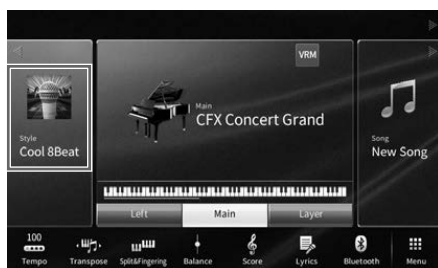 VRM
Main
CFX Concert Grand
Style
Cool 8Beat
Song
New Song
Left
Main
Layer
100
Tempo
Transpose
Split&Fingering
Balance
Score
Lyrics
Bluetooth
Menu